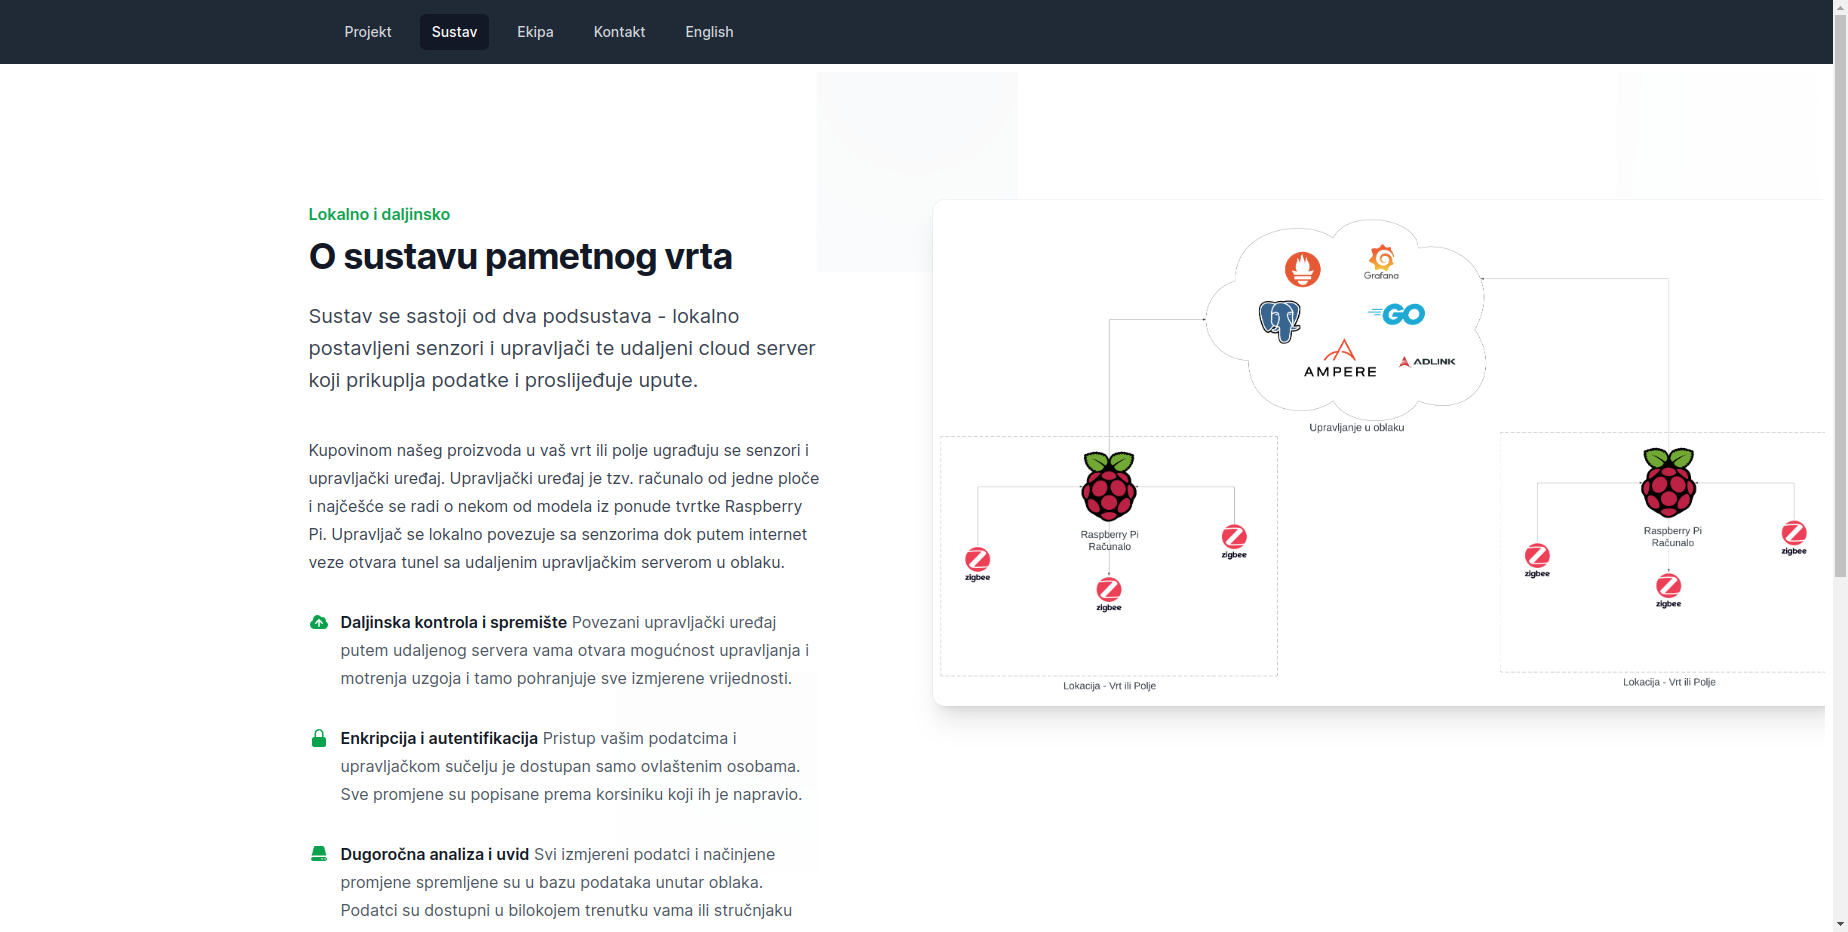 Projekt
Sustav
Ekipa
Kontakt
English
Lokalno i daljinsko
O sustavu pametnog vrta
Sustav se sastoji od dva podsustava - lokalno
postavljeni senzori i upravljači te udaljeni cloud server
koji prikuplja podatke i proslijeđuje upute.
Kupovinom našeg proizvoda u vaš vrt ili polje ugrađuju se senzori i
upravljački uređaj. Upravljački uređaj je tzv. računalo od jedne ploče
i najčešće se radi o nekom od modela iz ponude tvrtke Raspberry
Pi. Upravljač se lokalno povezuje sa senzorima dok putem internet
veze otvara tunel sa udaljenim upravljačkim serverom u oblaku.
Daljinska kontrola i spremište Povezani upravljački uređaj
putem udaljenog servera vama otvara mogućnost upravljanja i
motrenja uzgoja i tamo pohranjuje sve izmjerene vrijednosti.
Enkripcija i autentifikacija Pristup vašim podatcima i
upravljačkom sučelju je dostupan samo ovlaštenim osobama.
Sve promjene su popisane prema korsiniku koji ih je napravio.
Dugoročna analiza i uvid Svi izmjereni podatci i načinjene
promjene spremljene su u bazu podataka unutar oblaka.
Podatci su dostupni u bilokojem trenutku vama ili stručnjaku
Grafana
GO
AMPERE
ADLINK
Upravljanje u oblaku
Raspberry Pi
Računalo
zigbee
zigbee
zigbee
Lokacija - Vrt ili Polje
Raspberry Pi
Računalo
zigbee
zigbee
zigbee
Lokacija - Vrt ili Polje